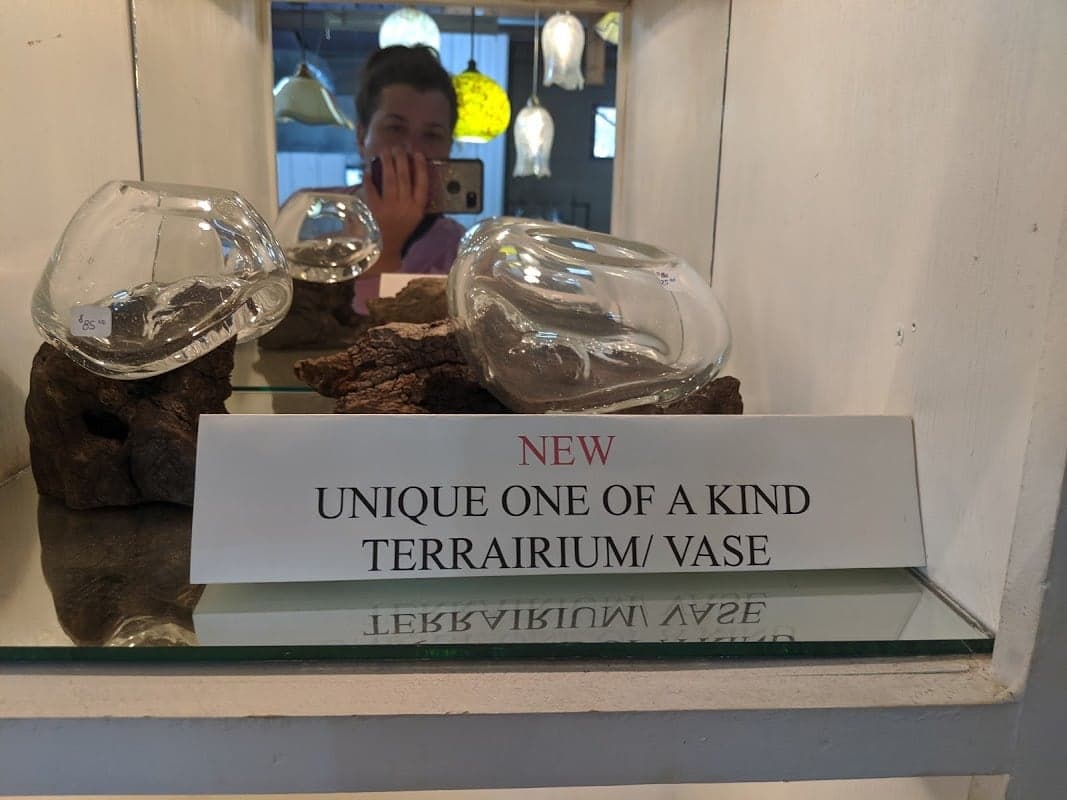 $85.00
NEW
UNIQUE ONE OF A KIND
TERRAIRIUM/ VASE